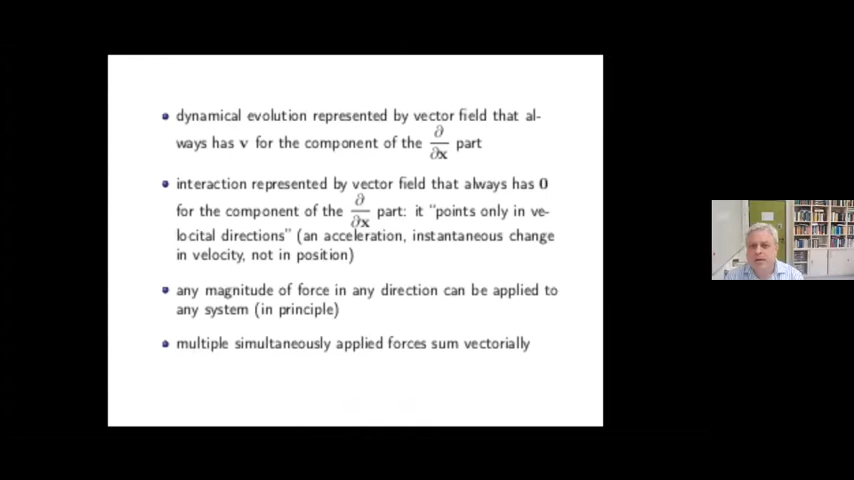 dynamical evolution represented by vector field that al-
ways has v for the component of the ∂/∂x part
interaction represented by vector field that always has 0
for the component of the ∂/∂x part: it "points only in ve-
locital directions" (an acceleration, instantaneous change
in velocity, not in position)
any magnitude of force in any direction can be applied to
any system (in principle)
multiple simultaneously applied forces sum vectorially